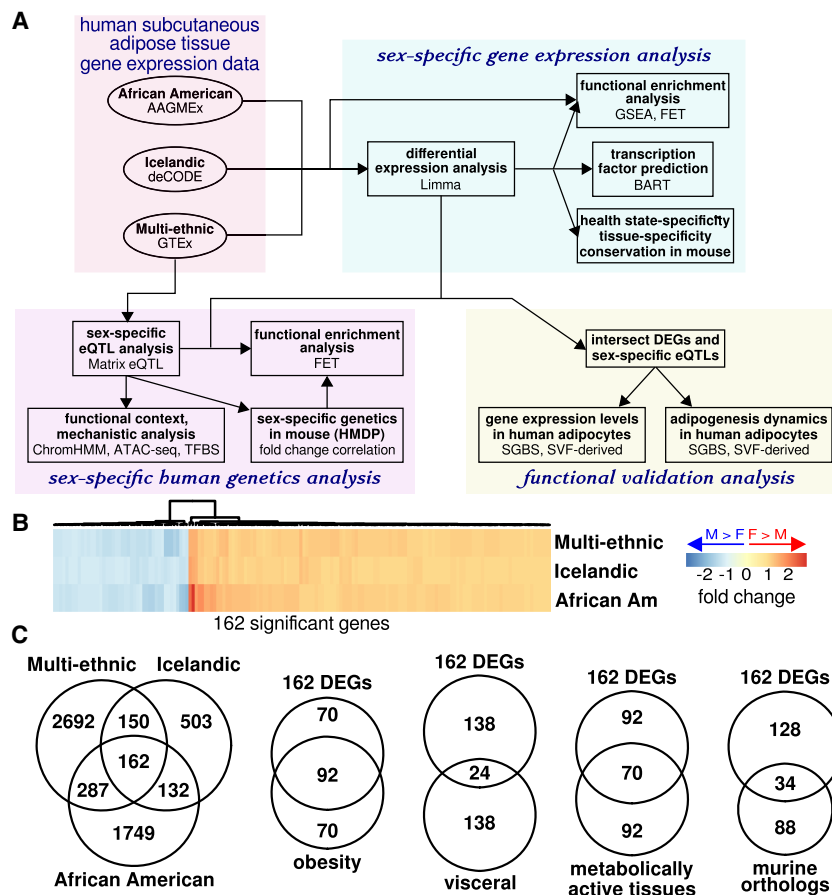 A
human subcutaneous
adipose tissue
gene expression data
African American
AAGMEx
Icelandic
deCODE
Multi-ethnic
GTEx
sex-specific gene expression analysis
differential
expression analysis
Limma
functional enrichment
analysis
GSEA, FET
transcription
factor prediction
BART
health state-specificity
tissue-specificity
conservation in mouse
sex-specific
eQTL analysis
Matrix eQTL
functional enrichment
analysis
FET
functional context,
mechanistic analysis
ChromHMM, ATAC-seq, TFBS
sex-specific genetics
in mouse (HMDP)
fold change correlation
sex-specific human genetics analysis
intersect DEGs and
sex-specific eQTLs
gene expression levels
in human adipocytes
SGBS, SVF-derived
adipogenesis dynamics
in human adipocytes
SGBS, SVF-derived
functional validation analysis
B
Multi-ethnic
Icelandic
African Am
162 significant genes
M > F F > M
-2 -1 0 1 2
fold change
C
Multi-ethnic Icelandic
2692 150 503
162
287 132
1749
African American
162 DEGs
70
92
70
obesity
162 DEGs
138
24
138
visceral
162 DEGs
92
70
92
metabolically
active tissues
162 DEGs
128
34
88
murine
orthologs